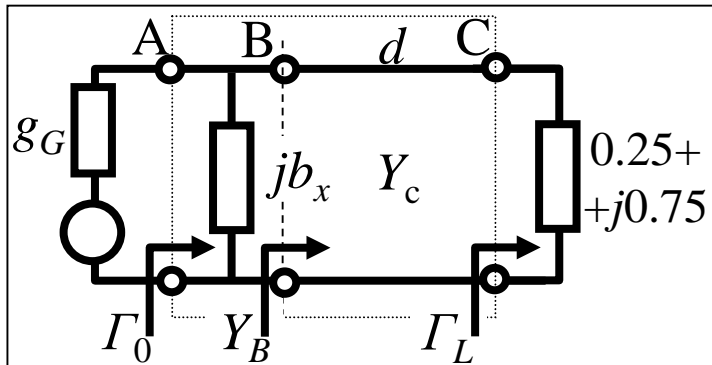 A B d C
g_G
jb_x Y_c
0.25+
+j0.75
Γ_0 Y_B Γ_L